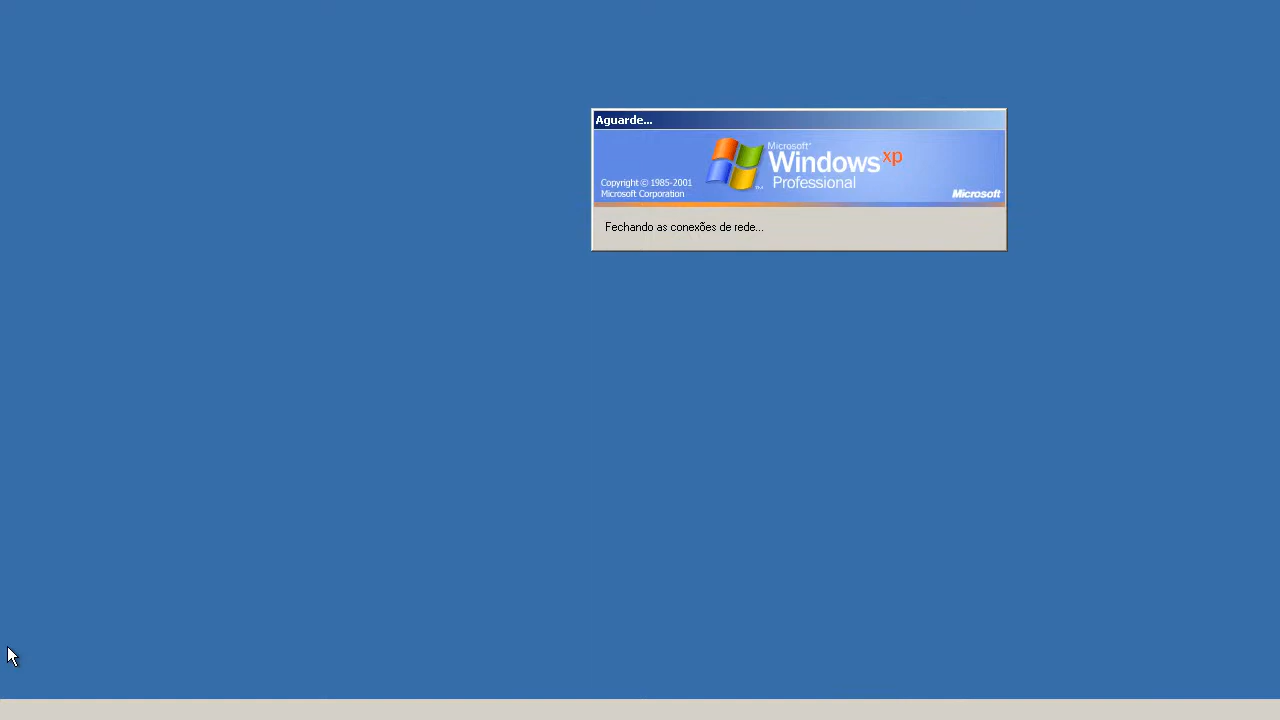 Aguarde...
Microsoft®
Windows xp
Professional
Copyright © 1985-2001
Microsoft Corporation
Microsoft
Fechando as conexões de rede...